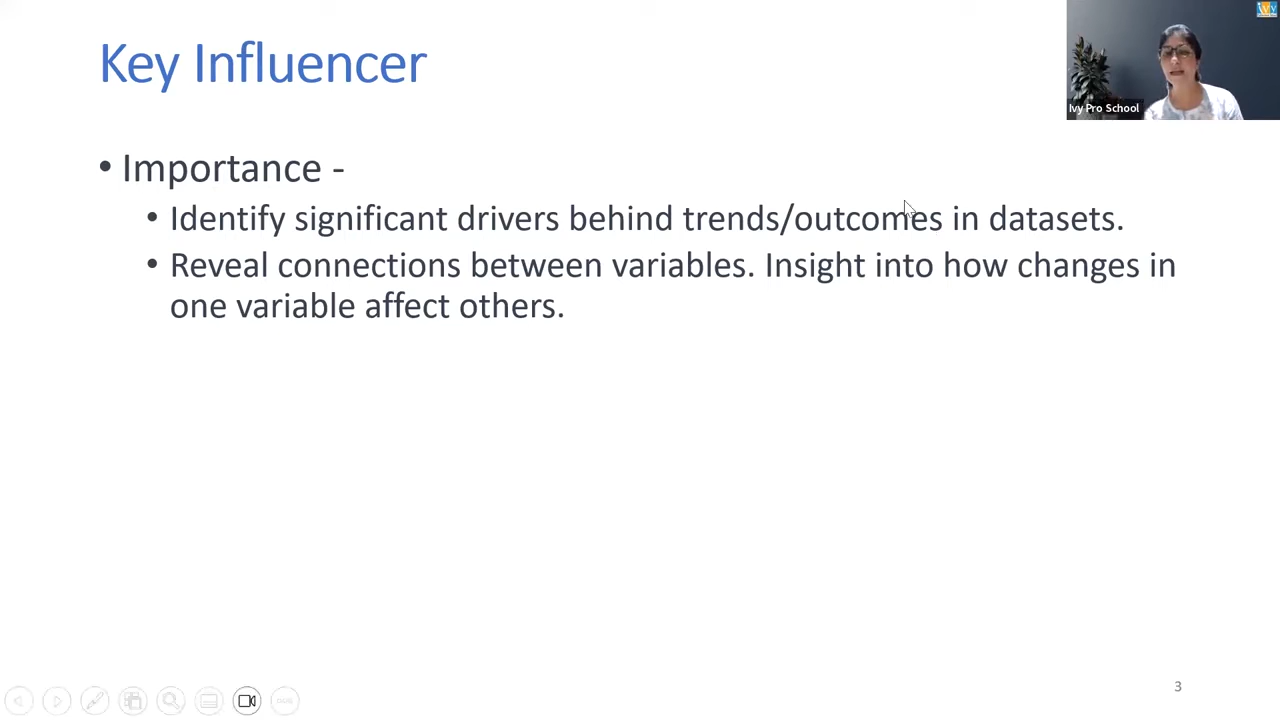 Key Influencer
Ivy Pro School
• Importance -
• Identify significant drivers behind trends/outcomes in datasets.
• Reveal connections between variables. Insight into how changes in
one variable affect others.
3